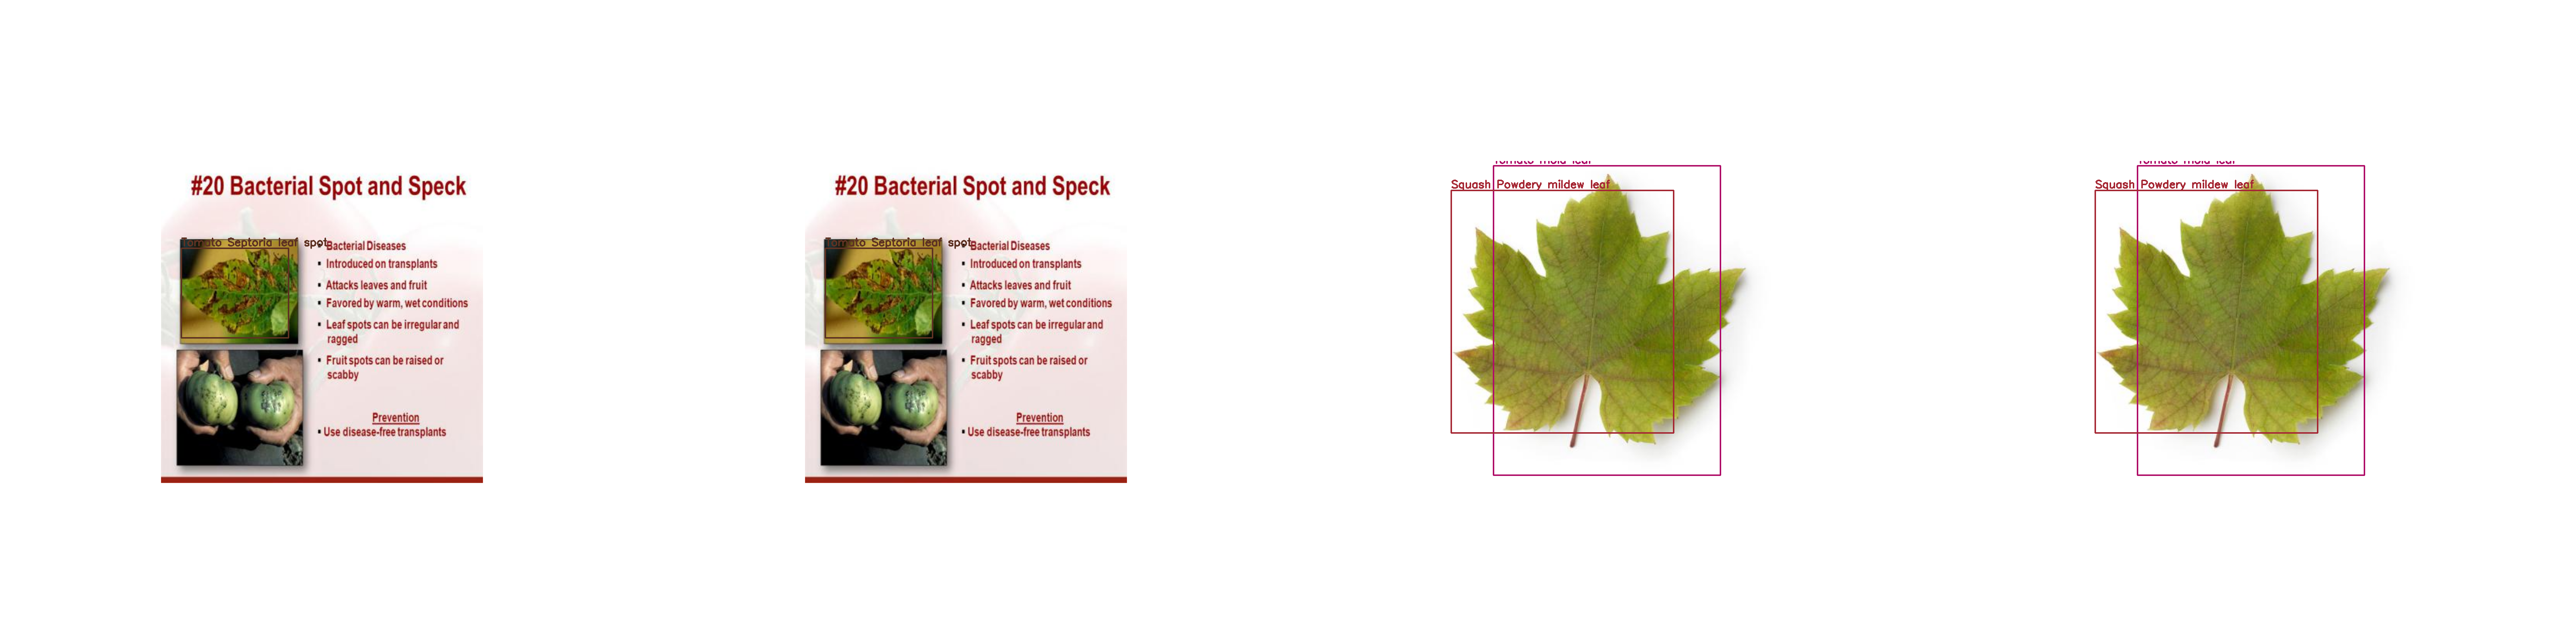 #20 Bacterial Spot and Speck
Tomato Septoria leaf spot
▪ Bacterial Diseases
▪ Introduced on transplants
▪ Attacks leaves and fruit
▪ Favored by warm, wet conditions
▪ Leaf spots can be irregular and
ragged
▪ Fruit spots can be raised or
scabby
Prevention
▪ Use disease-free transplants
#20 Bacterial Spot and Speck
Tomato Septoria leaf spot
▪ Bacterial Diseases
▪ Introduced on transplants
▪ Attacks leaves and fruit
▪ Favored by warm, wet conditions
▪ Leaf spots can be irregular and
ragged
▪ Fruit spots can be raised or
scabby
Prevention
▪ Use disease-free transplants
Tomato mold leaf
Squash Powdery mildew leaf
Tomato mold leaf
Squash Powdery mildew leaf